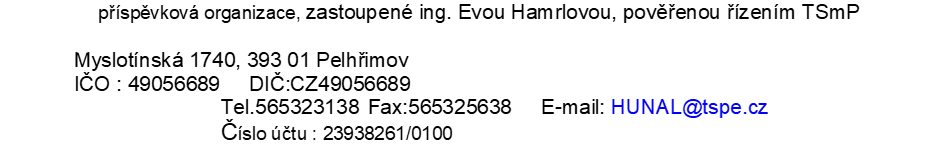 příspěvková organizace, zastoupené ing. Evou Hamrlovou, pověřenou řízením TSmP
Myslotínská 1740, 393 01 Pelhřimov
IČO : 49056689 DIČ:CZ49056689
Tel.565323138 Fax:565325638 E-mail: HUNAL@tspe.cz
Číslo účtu : 23938261/0100